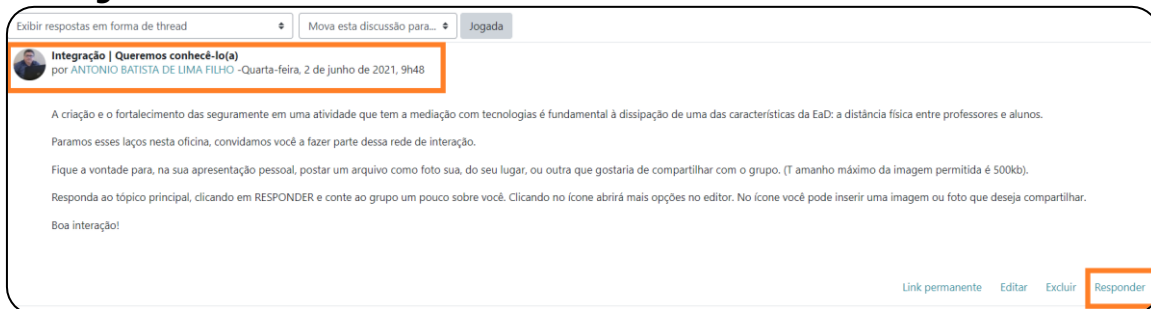 Exibir respostas em forma de thread Mova esta discussão para... Jogada
Integração | Queremos conhecê-lo(a)
por ANTONIO BATISTA DE LIMA FILHO -Quarta-feira, 2 de junho de 2021, 9h48
A criação e o fortalecimento das seguramente em uma atividade que tem a mediação com tecnologias é fundamental à dissipação de uma das características da EaD: a distância física entre professores e alunos.
Paramos esses laços nesta oficina, convidamos você a fazer parte dessa rede de interação.
Fique a vontade para, na sua apresentação pessoal, postar um arquivo como foto sua, do seu lugar, ou outra que gostaria de compartilhar com o grupo. (T amanho máximo da imagem permitida é 500kb).
Responda ao tópico principal, clicando em RESPONDER e conte ao grupo um pouco sobre você. Clicando no ícone abrirá mais opções no editor. No ícone você pode inserir uma imagem ou foto que deseja compartilhar.
Boa interação!
Link permanente Editar Excluir Responder